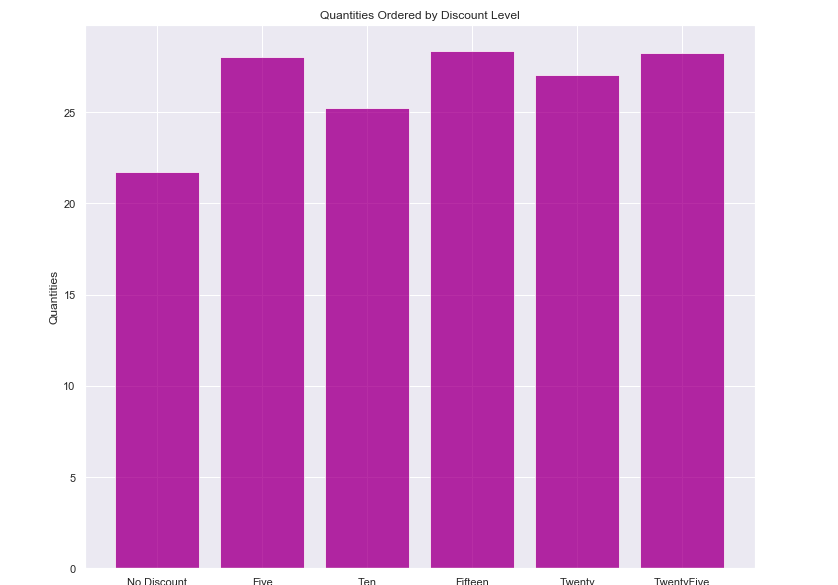 Quantities Ordered by Discount Level
Quantities
25
20
15
10
5
0
No Discount
Five
Ten
Fifteen
Twenty
TwentyFive